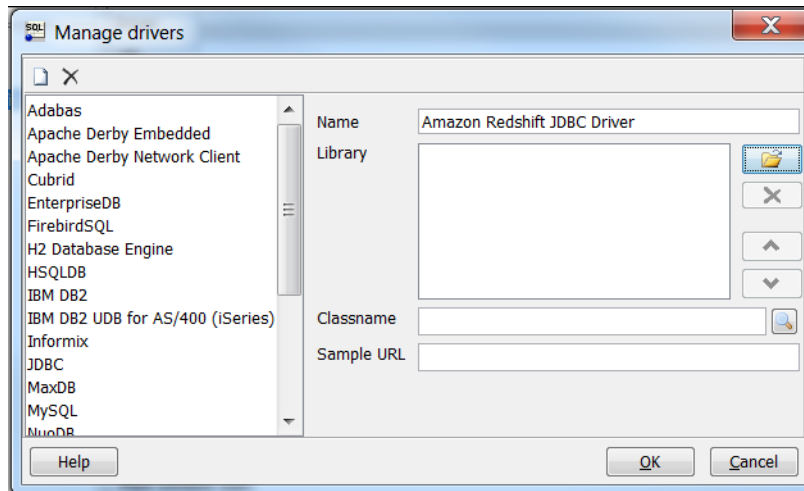 SQL
Manage drivers
Adabas
Apache Derby Embedded
Apache Derby Network Client
Cubrid
EnterpriseDB
FirebirdSQL
H2 Database Engine
HSQLDB
IBM DB2
IBM DB2 UDB for AS/400 (iSeries)
Informix
JDBC
MaxDB
MySQL
NuoDB
Name
Amazon Redshift JDBC Driver
Library
Classname
Sample URL
Help
OK
Cancel